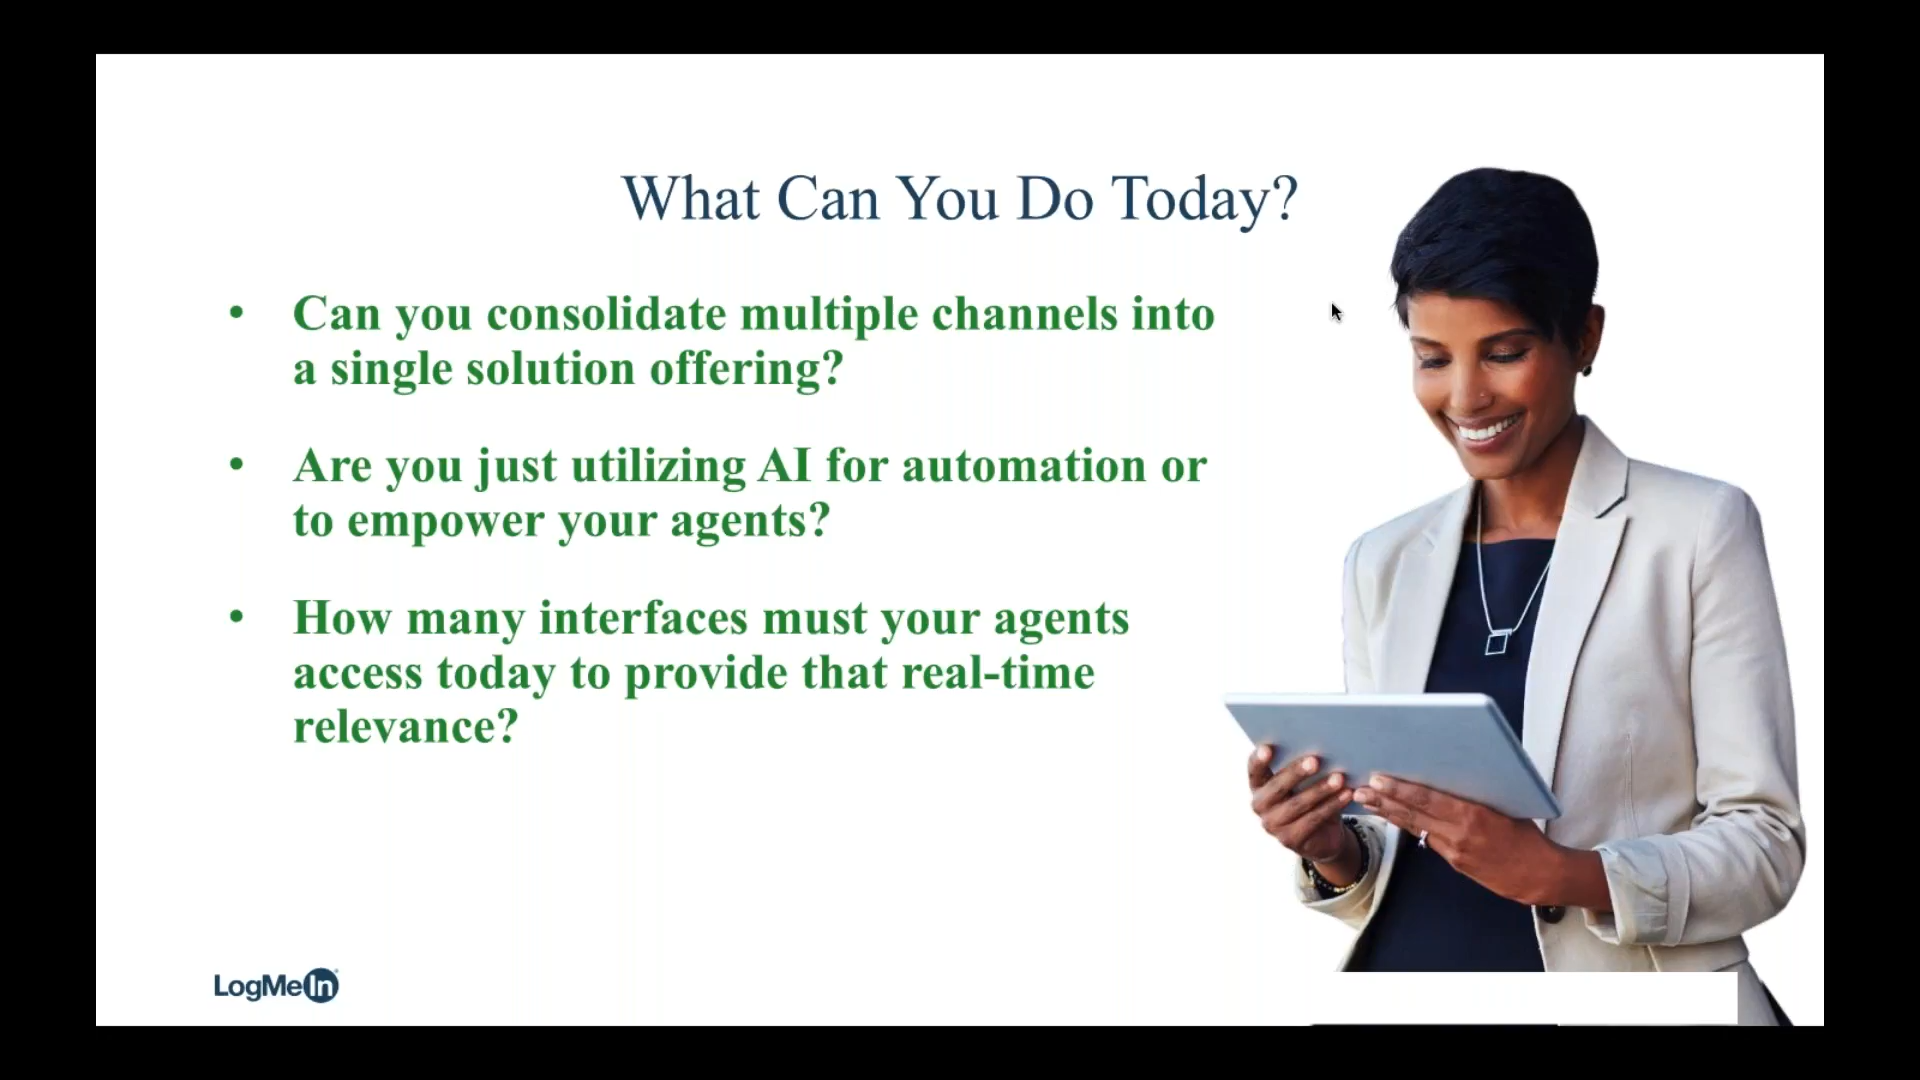 What Can You Do Today?
• Can you consolidate multiple channels into
a single solution offering?
• Are you just utilizing AI for automation or
to empower your agents?
• How many interfaces must your agents
access today to provide that real-time
relevance?
LogMeIn